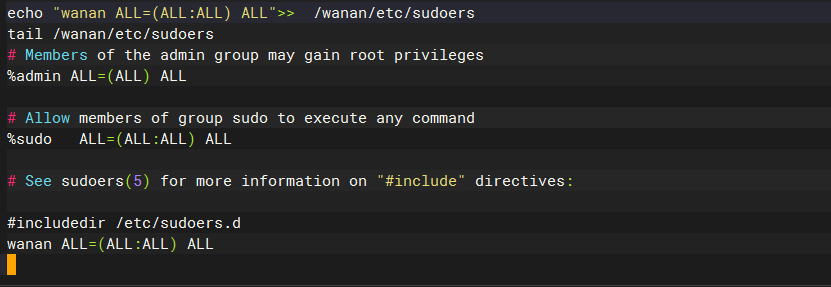 echo "wanan ALL=(ALL:ALL) ALL">>  /wanan/etc/sudoers
tail /wanan/etc/sudoers
# Members of the admin group may gain root privileges
%admin ALL=(ALL) ALL
# Allow members of group sudo to execute any command
%sudo   ALL=(ALL:ALL) ALL
# See sudoers(5) for more information on "#include" directives:
#includedir /etc/sudoers.d
wanan ALL=(ALL:ALL) ALL